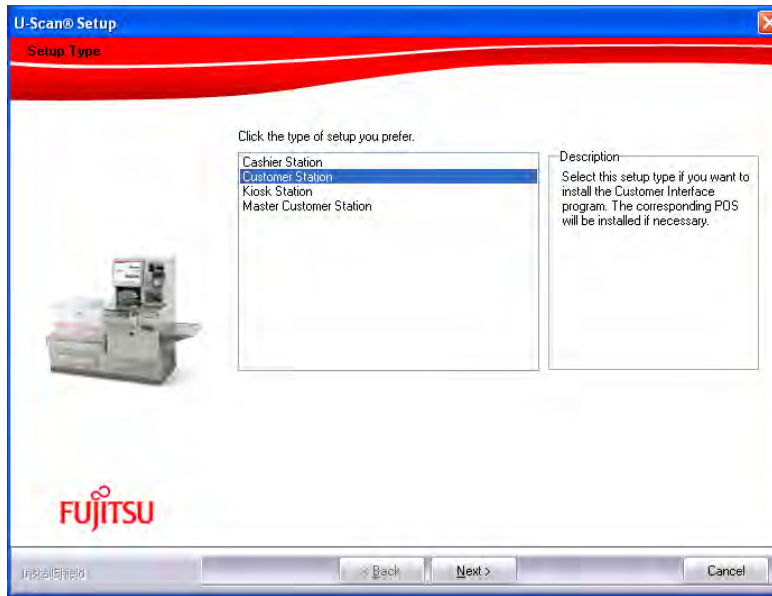 U-Scan® Setup
Setup Type
Click the type of setup you prefer.
Cashier Station
Customer Station
Kiosk Station
Master Customer Station
Description
Select this setup type if you want to
install the Customer Interface
program. The corresponding POS
will be installed if necessary.
FUJITSU
InstallShield
< Back
Next >
Cancel